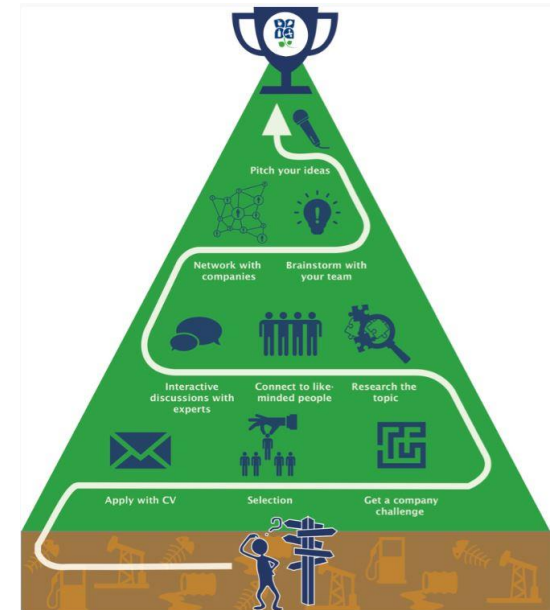 Pitch your ideas
Network with
companies
Brainstorm with
your team
Interactive
discussions with
experts
Connect to like-
minded people
Research the
topic
Apply with CV
Selection
Get a company
challenge